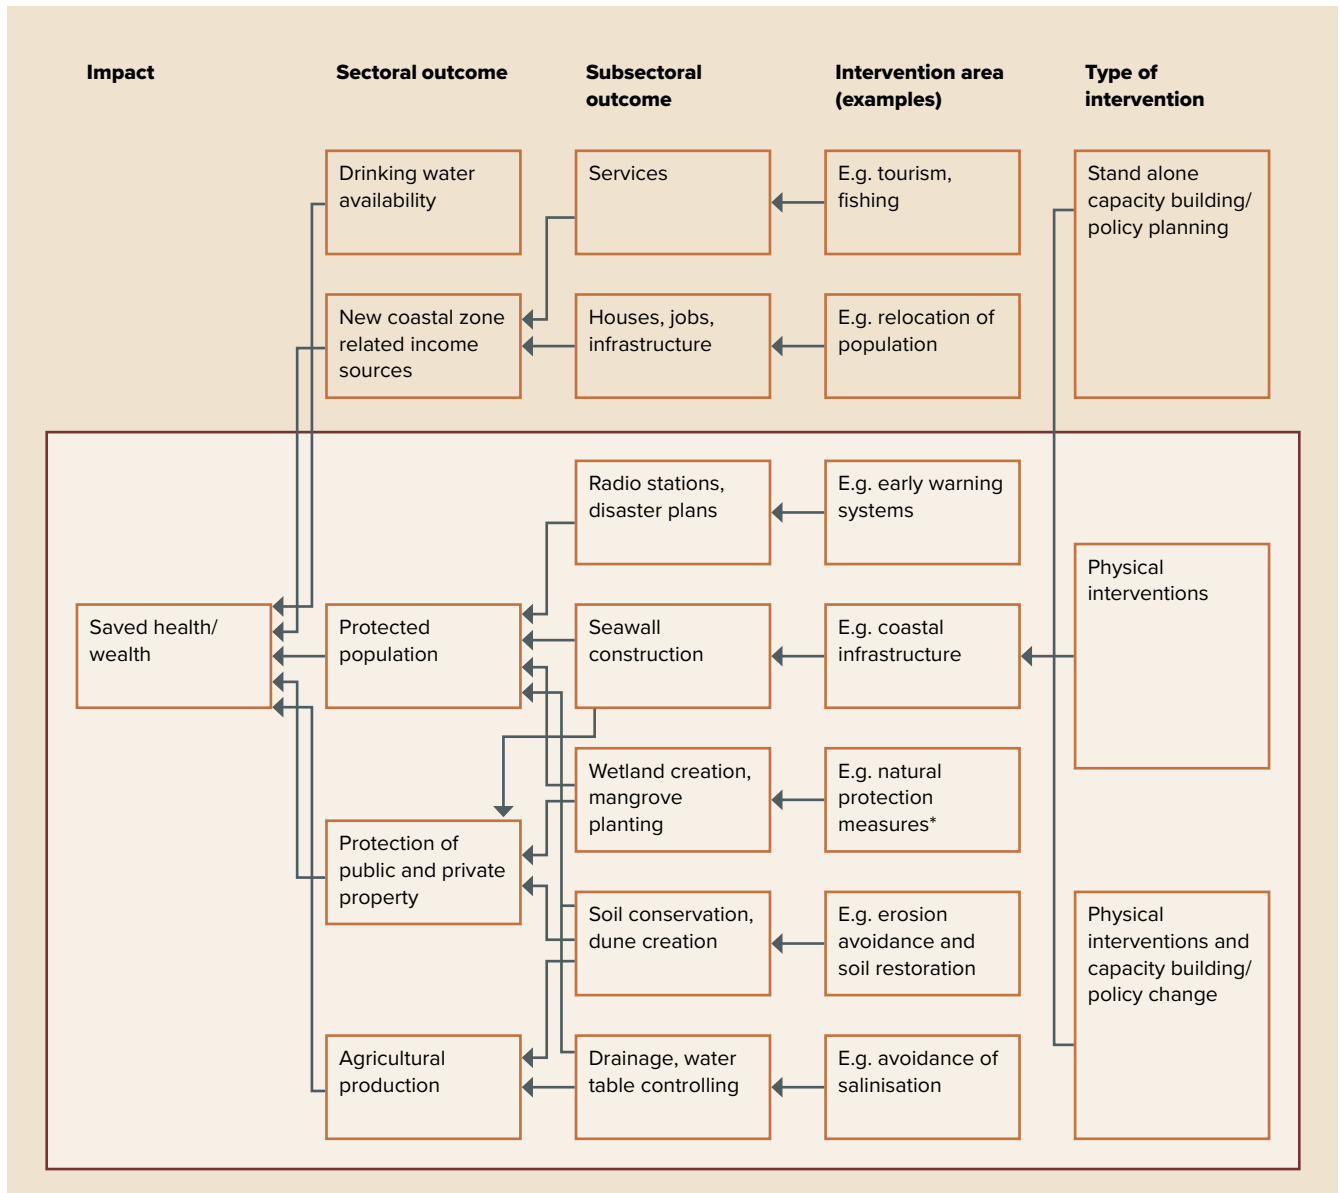 Impact
Sectoral outcome
Subsectoral
outcome
Intervention area
(examples)
Type of
intervention
Drinking water
availability
Services
E.g. tourism,
fishing
Stand alone
capacity building/
policy planning
New coastal zone
related income
sources
Houses, jobs,
infrastructure
E.g. relocation of
population
Radio stations,
disaster plans
E.g. early warning
systems
Physical
interventions
Saved health/
wealth
Protected
population
Seawall
construction
E.g. coastal
infrastructure
Wetland creation,
mangrove
planting
E.g. natural
protection
measures*
Protection of
public and private
property
Soil conservation,
dune creation
E.g. erosion
avoidance and
soil restoration
Physical
interventions and
capacity building/
policy change
Agricultural
production
Drainage, water
table controlling
E.g. avoidance of
salinisation